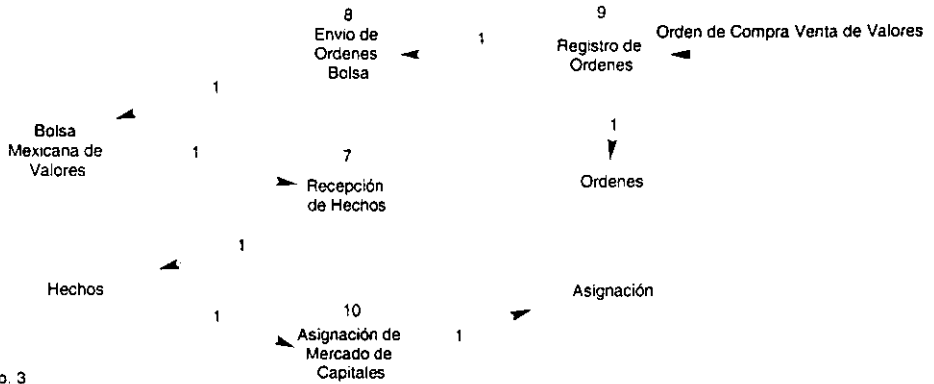 8
Envio de
Ordenes
Bolsa
1
9
Registro de
Ordenes
Orden de Compra Venta de Valores
1
Bolsa
Mexicana de
Valores
1
7
Recepción
de Hechos
1
Ordenes
1
Hechos
1
10
Asignación de
Mercado de
Capitales
1
Asignación
p. 3